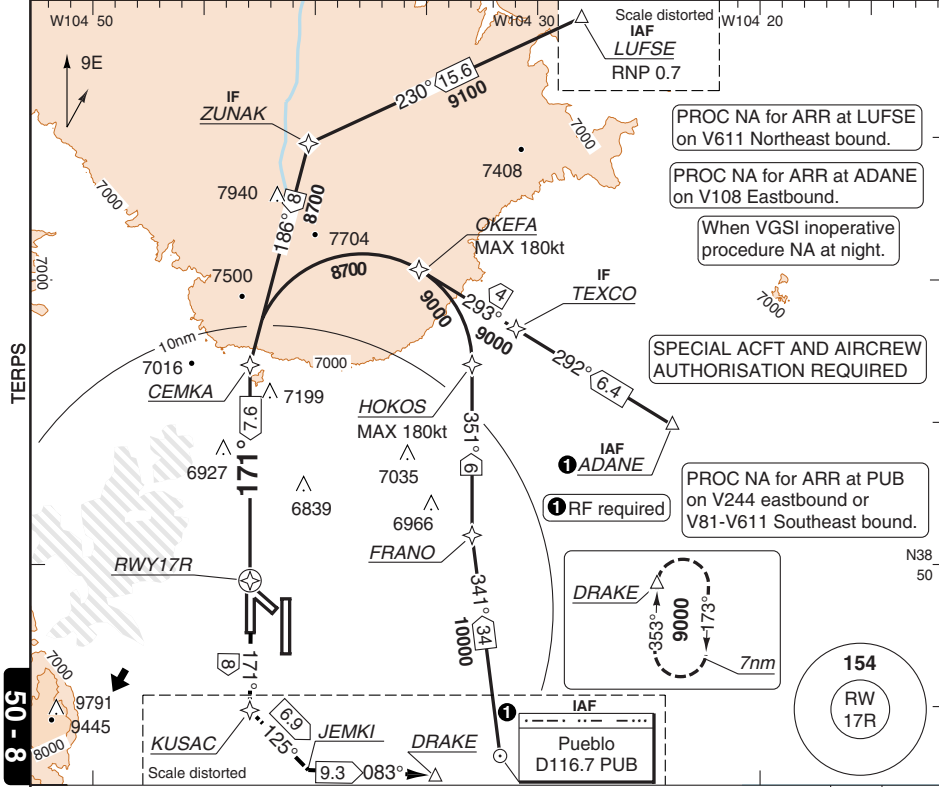 W104 50
W104 30
Scale distorted
W104 20
IAF
LUFSE
RNP 0.7
9E
IF
ZUNAK
230°
15.6
9100
7000
7408
PROC NA for ARR at LUFSE
on V611 Northeast bound.
PROC NA for ARR at ADANE
on V108 Eastbound.
When VGSI inoperative
procedure NA at night.
7000
7940
8
8700
186°
7704
OKEFA
MAX 180kt
8700
7500
7000
9000
4
293°
9000
IF
TEXCO
7000
10nm
7016
7000
CEMKA
7199
HOKOS
MAX 180kt
292°
6.4
SPECIAL ACFT AND AIRCREW
AUTHORISATION REQUIRED
TERPS
7.6
171°
6927
6839
7035
6966
351°
6
IAF
1 ADANE
1 RF required
PROC NA for ARR at PUB
on V244 eastbound or
V81-V611 Southeast bound.
FRANO
RWY17R
N38
50
341°
34
10000
DRAKE
353°
9000
173°
7nm
8
171°
7000
9791
9445
8000
50 - 8
154
RW
17R
KUSAC
6.9
125°
JEMKI
DRAKE
9.3
083°
Scale distorted
1
IAF
Pueblo
D116.7 PUB